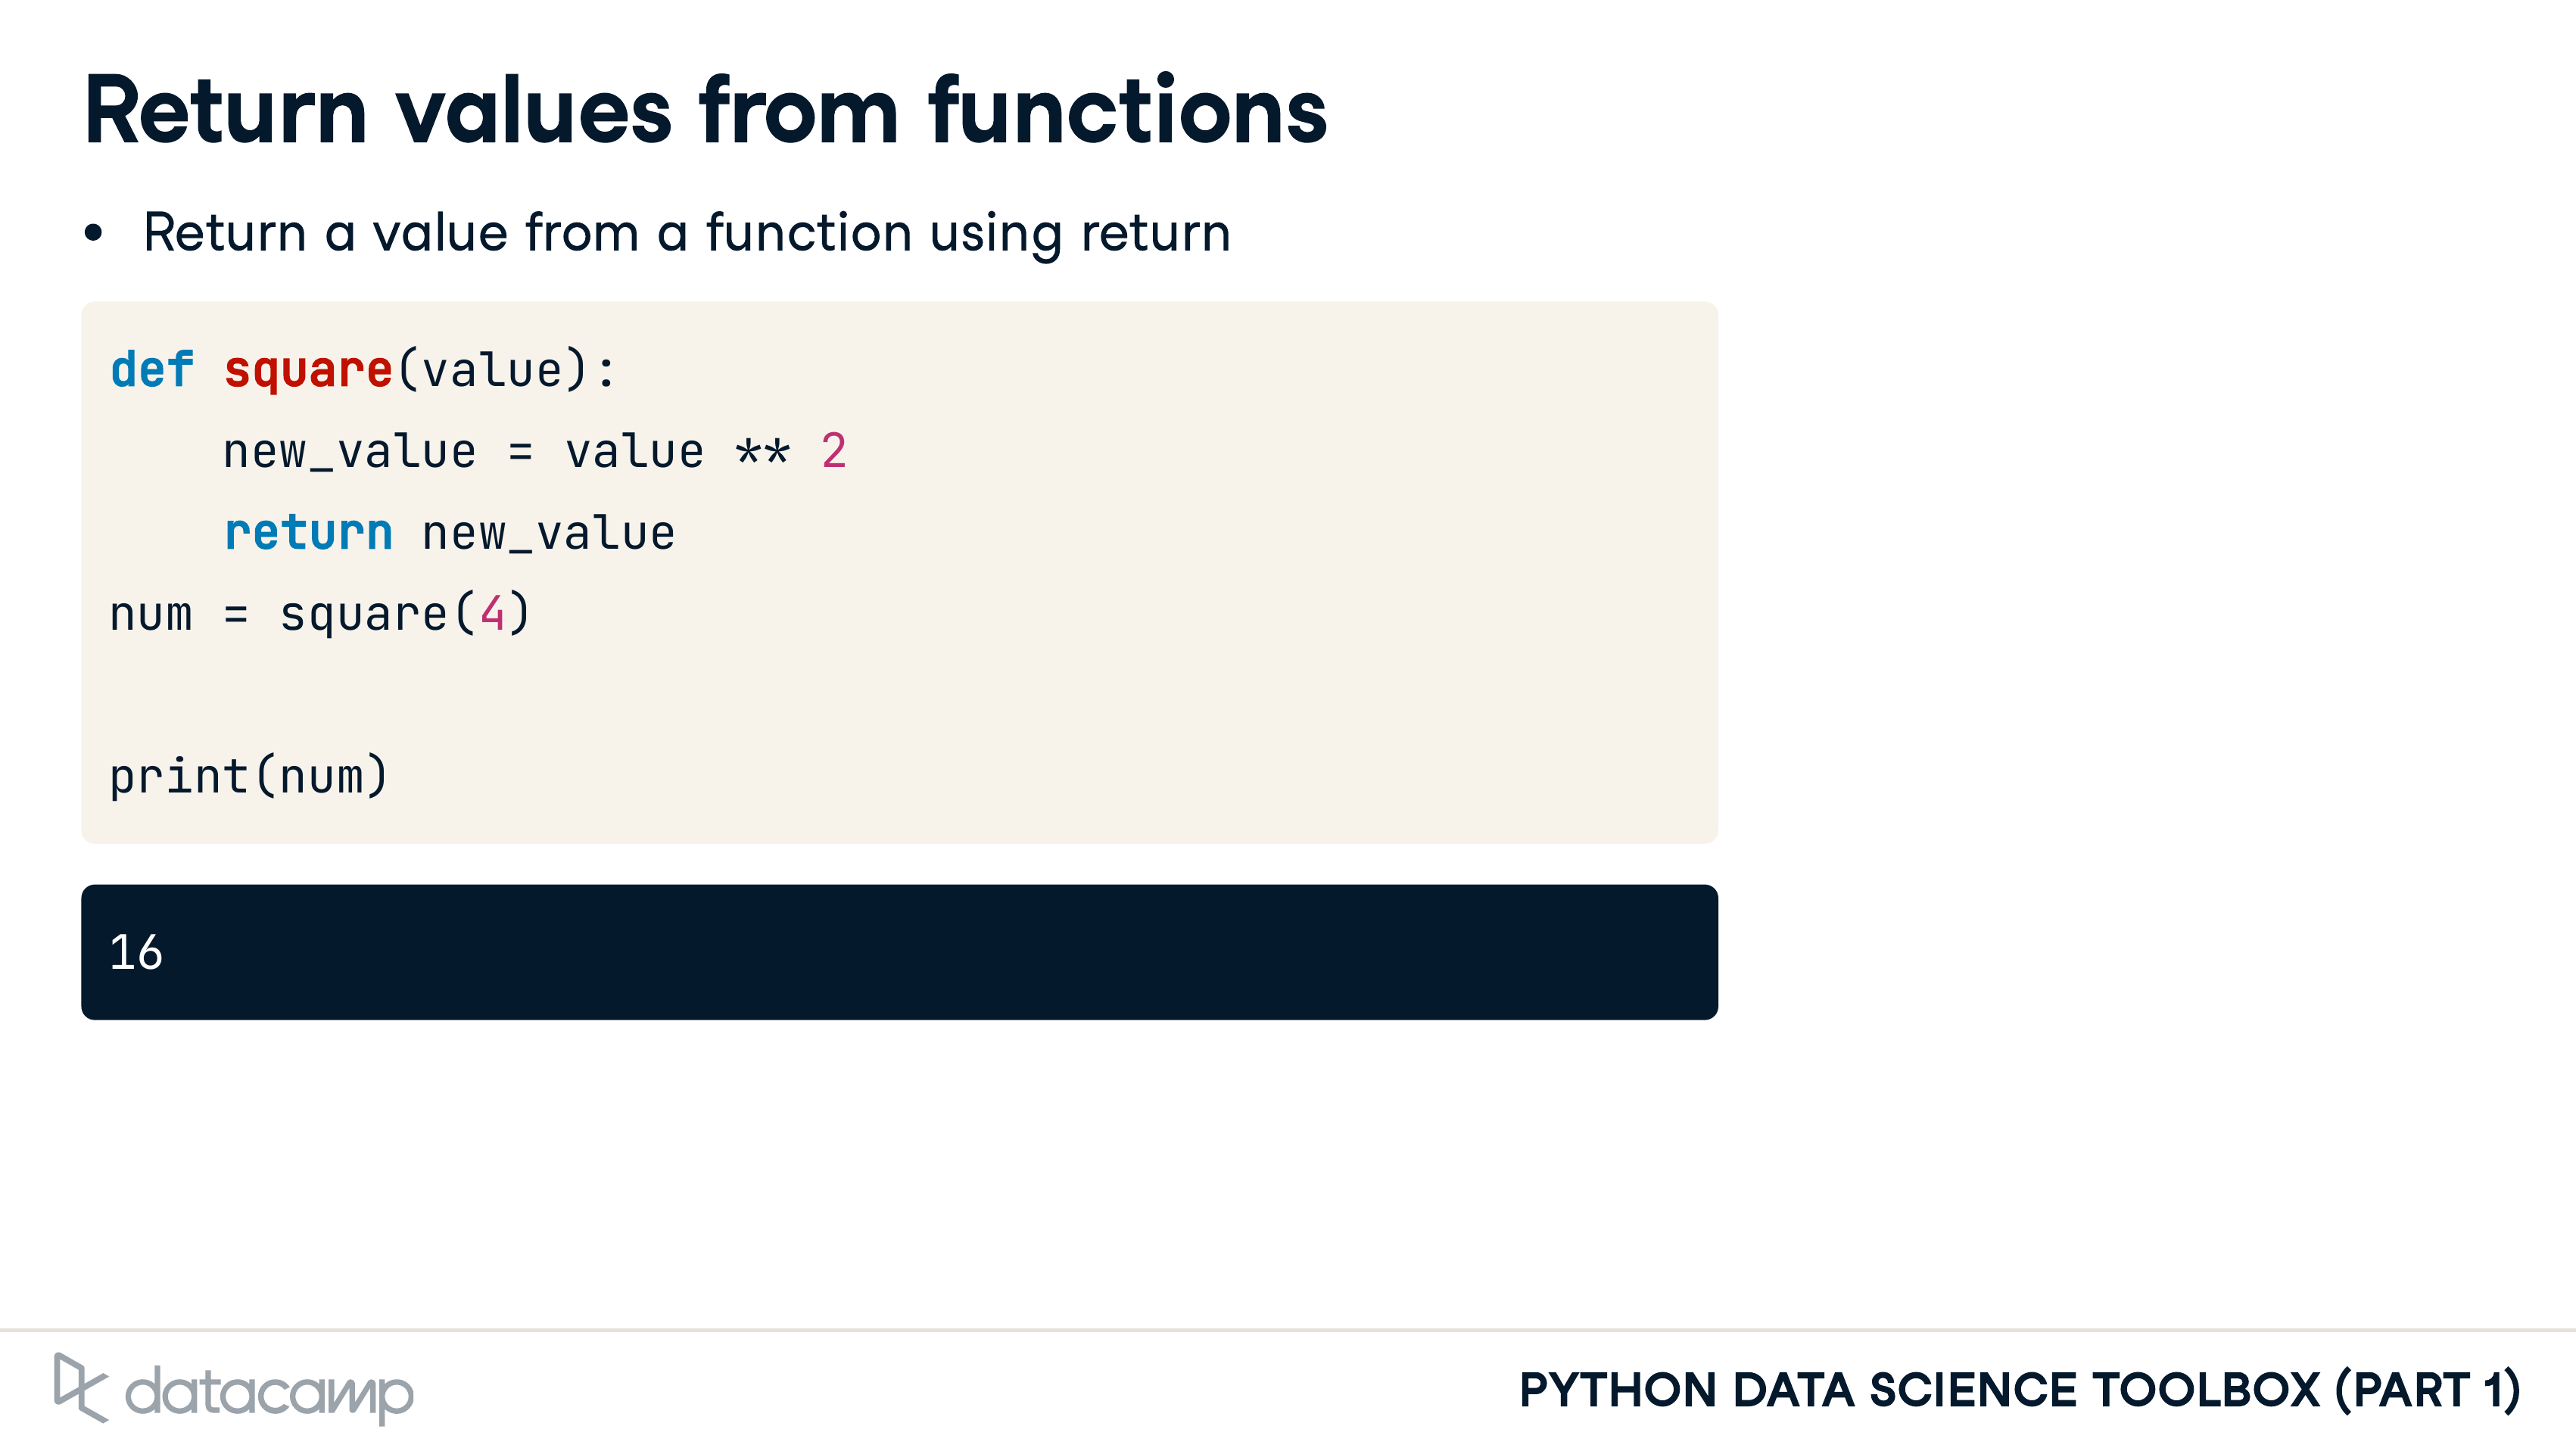 Return values from functions
• Return a value from a function using return
def square(value):
    new_value = value ** 2
    return new_value
num = square(4)
print(num)
16
datacamp
PYTHON DATA SCIENCE TOOLBOX (PART 1)